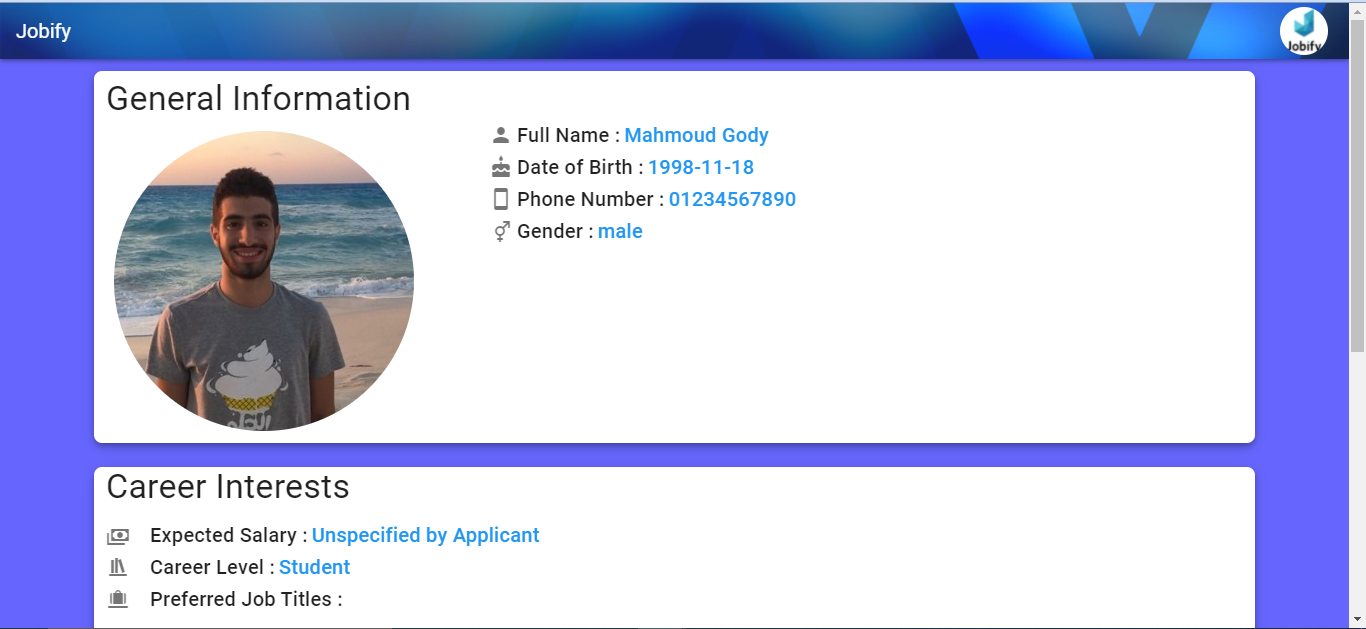 Jobify
Jobify
General Information
Full Name : Mahmoud Gody
Date of Birth : 1998-11-18
Phone Number : 01234567890
Gender : male
Career Interests
Expected Salary : Unspecified by Applicant
Career Level : Student
Preferred Job Titles :